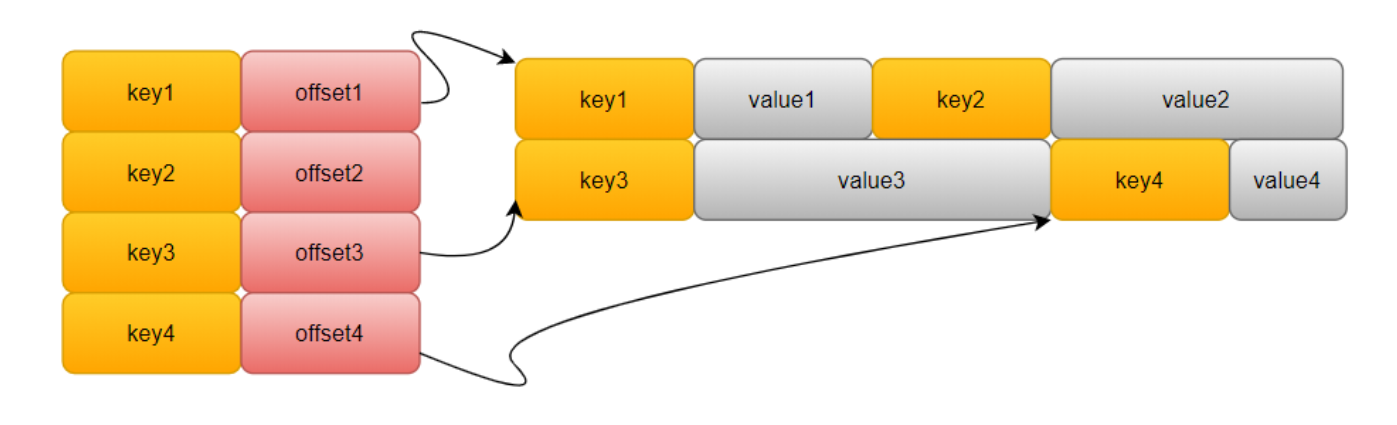 key1 offset1
key2 offset2
key3 offset3
key4 offset4
key1 value1 key2 value2
key3 value3 key4 value4